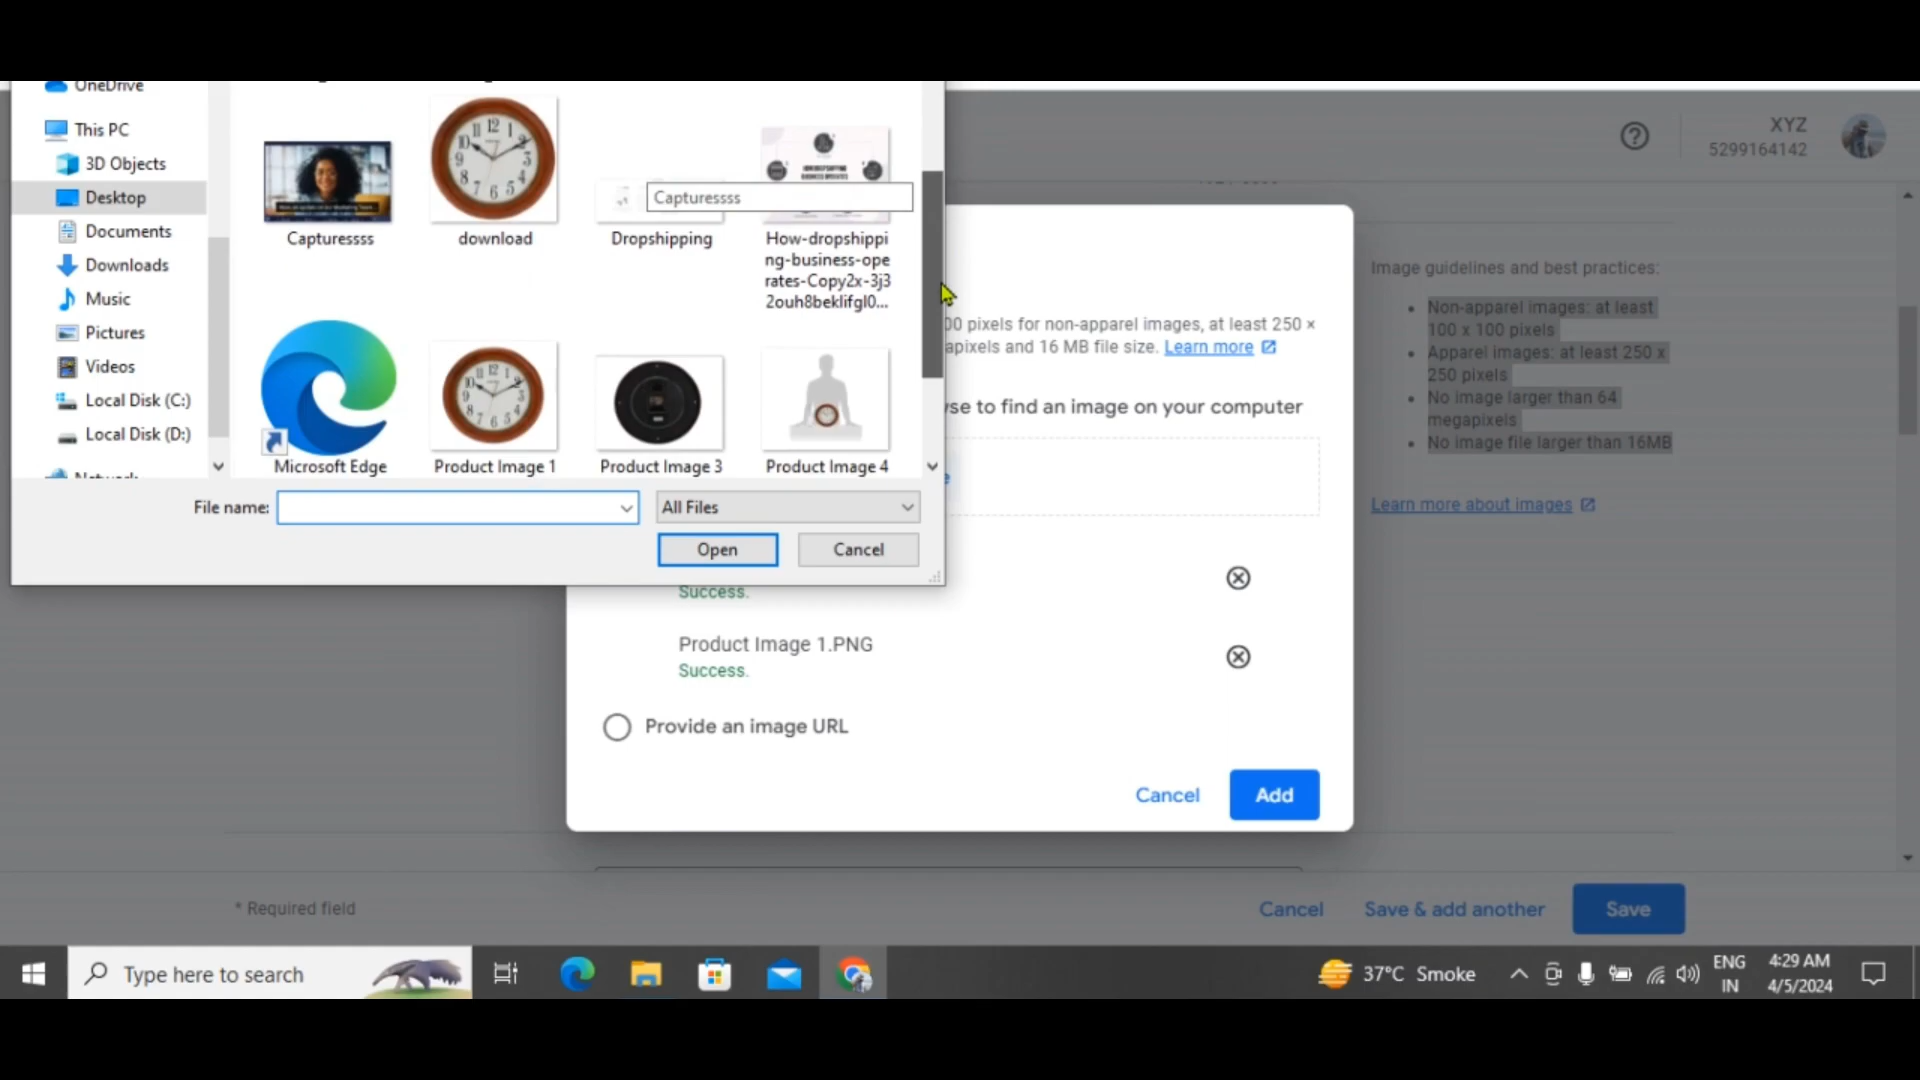 OneDrive
This PC
3D Objects
Desktop
Documents
Downloads
Music
Pictures
Videos
Local Disk (C:)
Local Disk (D:)
Capturessss
download
Dropshipping
How-dropshippi
ng-business-ope
rates-Copy2x-3j3
2ouh8beklifgl0...
Capturessss
Microsoft Edge
Product Image 1
Product Image 3
Product Image 4
File name:
All Files
Open
Cancel
XYZ
5299164142
00 pixels for non-apparel images, at least 250 ×
apixels and 16 MB file size. Learn more
se to find an image on your computer
Success.
Product Image 1.PNG
Success.
Provide an image URL
Cancel
Add
Image guidelines and best practices:
• Non-apparel images: at least
100 x 100 pixels
• Apparel images: at least 250 x
250 pixels
• No image larger than 64
megapixels
• No image file larger than 16MB
Learn more about images
* Required field
Cancel
Save & add another
Save
Type here to search
37°C Smoke
ENG
IN
4:29 AM
4/5/2024